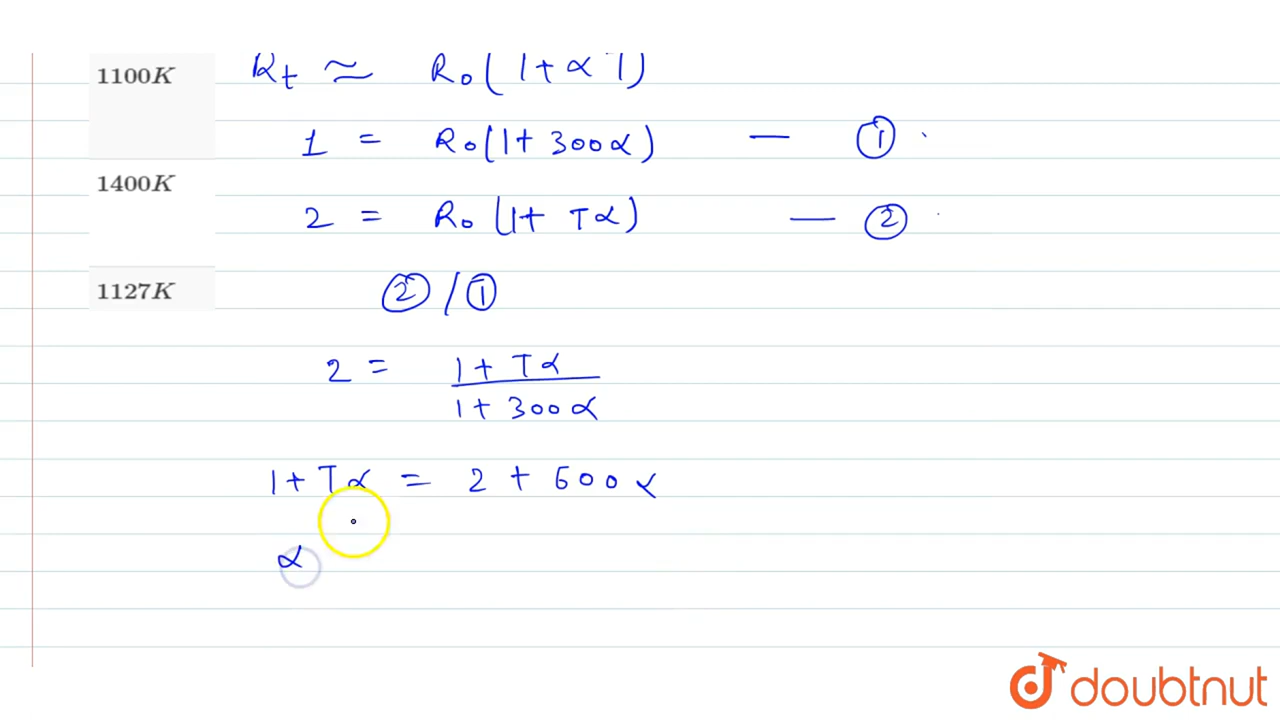 1100K
Rt ≈ R₀(1+αT)
1 = R₀(1+300α) — ①
1400K
2 = R₀(1+Tα) — ②
1127K
②/①
2 = (1+Tα)/(1+300α)
1+Tα = 2+600α
α
doubtnut